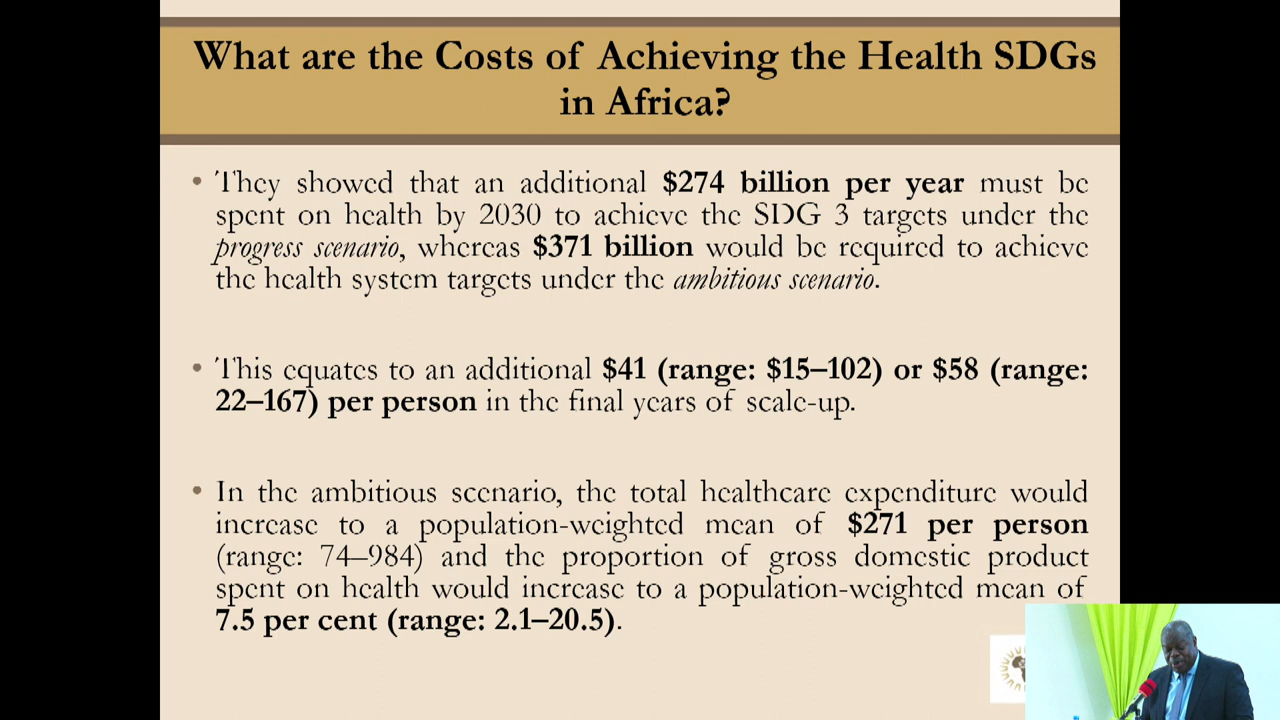 What are the Costs of Achieving the Health SDGs
in Africa?
• They showed that an additional $274 billion per year must be
spent on health by 2030 to achieve the SDG 3 targets under the
progress scenario, whereas $371 billion would be required to achieve
the health system targets under the ambitious scenario.
• This equates to an additional $41 (range: $15–102) or $58 (range:
22–167) per person in the final years of scale-up.
• In the ambitious scenario, the total healthcare expenditure would
increase to a population-weighted mean of $271 per person
(range: 74–984) and the proportion of gross domestic product
spent on health would increase to a population-weighted mean of
7.5 per cent (range: 2.1–20.5).